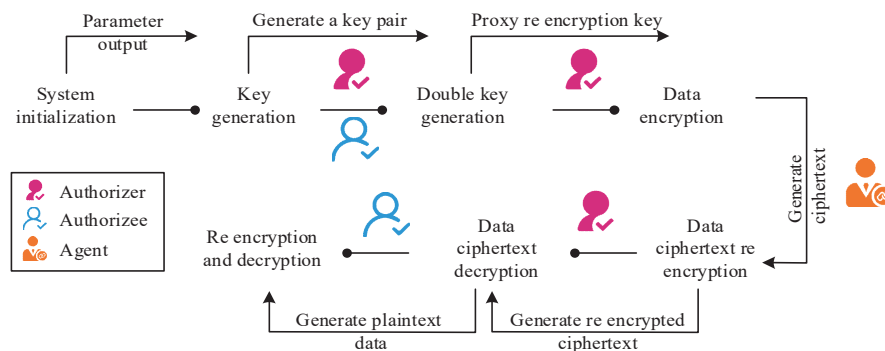 Parameter
output
Generate a key pair
Proxy re encryption key
System
initialization
Key
generation
Double key
generation
Data
encryption
Generate
ciphertext
Authorizer
Authorizee
Agent
Re encryption
and decryption
Data
ciphertext
decryption
Data
ciphertext re
encryption
Generate plaintext
data
Generate re encrypted
ciphertext